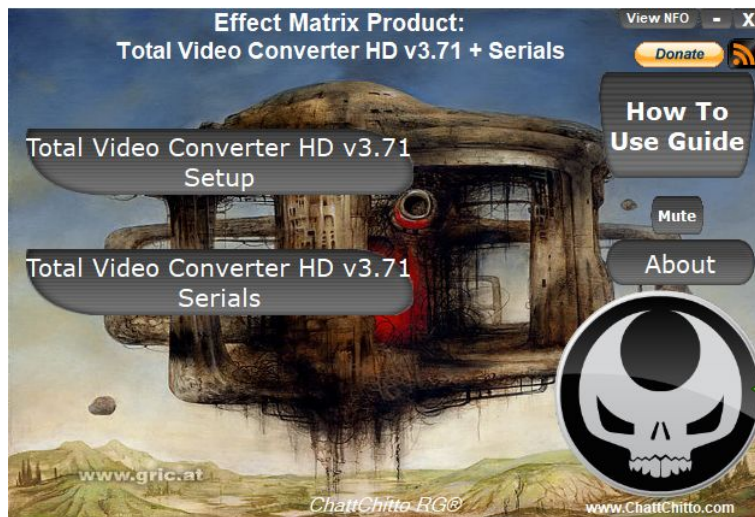 Effect Matrix Product:
Total Video Converter HD v3.71 + Serials
View NFO
-
X
Donate
How To
Use Guide
Total Video Converter HD v3.71
Setup
Mute
Total Video Converter HD v3.71
Serials
About
www.gric.at
ChattChitto RG®
www.ChattChitto.com